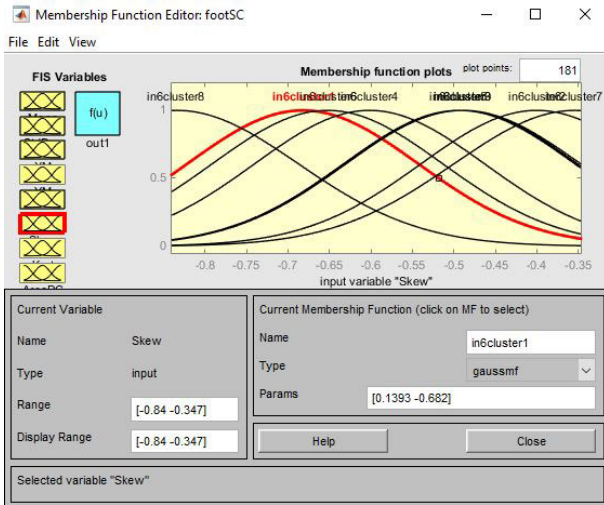 Membership Function Editor: footSC
File Edit View
FIS Variables
f(u)
out1
Membership function plots
plot points:
181
in6cluster8
in6cluster4
1
0.5
0
-0.8 -0.75 -0.7 -0.65 -0.6 -0.55 -0.5 -0.45 -0.4 -0.35
input variable "Skew"
Current Variable
Name Skew
Type input
Range [-0.84 -0.347]
Display Range [-0.84 -0.347]
Current Membership Function (click on MF to select)
Name in6cluster1
Type gaussmf
Params [0.1393 -0.682]
Help Close
Selected variable "Skew"